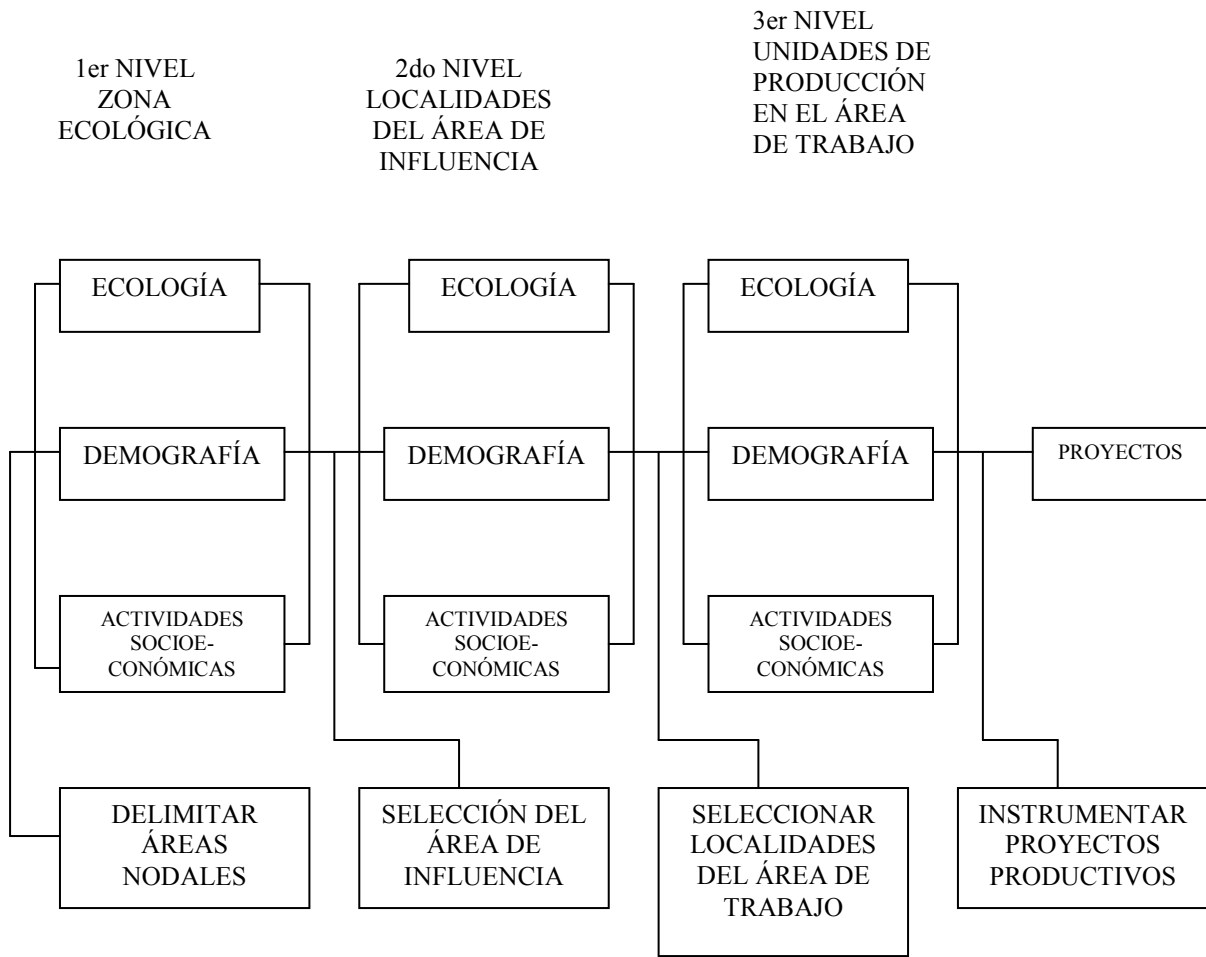 1er NIVEL
ZONA
ECOLÓGICA
2do NIVEL
LOCALIDADES
DEL ÁREA DE
INFLUENCIA
3er NIVEL
UNIDADES DE
PRODUCCIÓN
EN EL ÁREA
DE TRABAJO
ECOLOGÍA
ECOLOGÍA
ECOLOGÍA
DEMOGRAFÍA
DEMOGRAFÍA
DEMOGRAFÍA
PROYECTOS
ACTIVIDADES
SOCIOE-
CONÓMICAS
ACTIVIDADES
SOCIOE-
CONÓMICAS
ACTIVIDADES
SOCIOE-
CONÓMICAS
DELIMITAR
ÁREAS
NODALES
SELECCIÓN DEL
ÁREA DE
INFLUENCIA
SELECCIONAR
LOCALIDADES
DEL ÁREA DE
TRABAJO
INSTRUMENTAR
PROYECTOS
PRODUCTIVOS